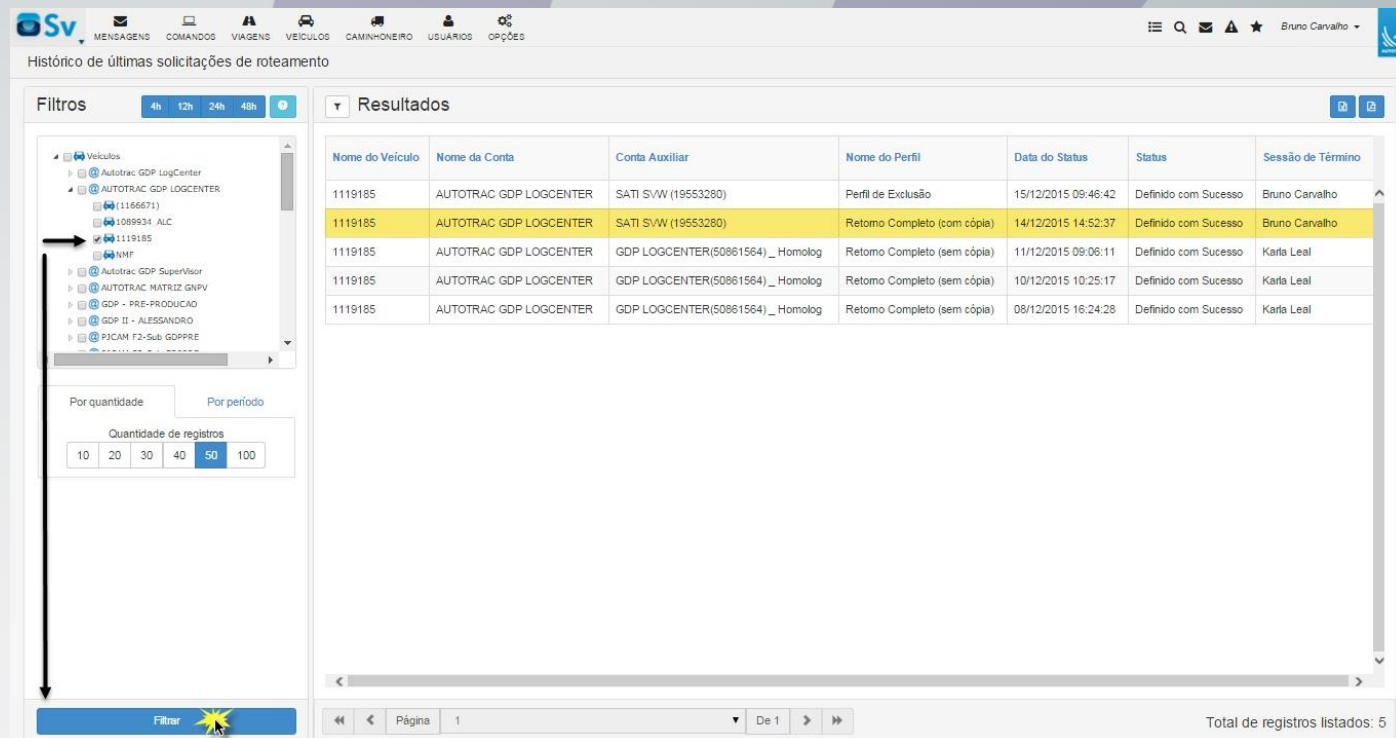 Sv MENSAGENS COMANDOS VIAGENS VEÍCULOS CAMINHONEIRO USUÁRIOS OPÇÕES Bruno Carvalho
Histórico de últimas solicitações de roteamento
Filtros 4h 12h 24h 48h ?
Veículos
Autotrac GDP LogCenter
AUTOTRAC GDP LOGCENTER
(1166671)
1089934 ALC
1119185
NMF
Autotrac GDP SuperVisor
AUTOTRAC MATRIZ GNPV
GDP - PRE-PRODUCAO
GDP II - ALESSANDRO
PJCAM F2-Sub GDPPRE
Por quantidade Por período
Quantidade de registros
10 20 30 40 50 100
Filtrar
Resultados
Nome do Veículo Nome da Conta Conta Auxiliar Nome do Perfil Data do Status Status Sessão de Término
1119185 AUTOTRAC GDP LOGCENTER SATI SVW (19553280) Perfil de Exclusão 15/12/2015 09:46:42 Definido com Sucesso Bruno Carvalho
1119185 AUTOTRAC GDP LOGCENTER SATI SVW (19553280) Retorno Completo (com cópia) 14/12/2015 14:52:37 Definido com Sucesso Bruno Carvalho
1119185 AUTOTRAC GDP LOGCENTER GDP LOGCENTER(50861564)_ Homolog Retorno Completo (sem cópia) 11/12/2015 09:06:11 Definido com Sucesso Karla Leal
1119185 AUTOTRAC GDP LOGCENTER GDP LOGCENTER(50861564)_ Homolog Retorno Completo (sem cópia) 10/12/2015 10:25:17 Definido com Sucesso Karla Leal
1119185 AUTOTRAC GDP LOGCENTER GDP LOGCENTER(50861564)_ Homolog Retorno Completo (sem cópia) 08/12/2015 16:24:28 Definido com Sucesso Karla Leal
Página 1 De 1 Total de registros listados: 5